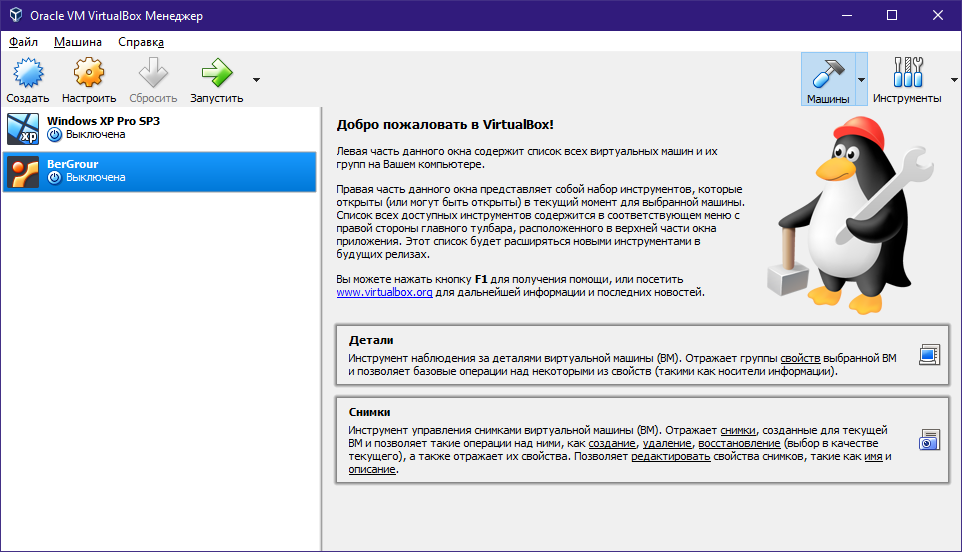 Oracle VM VirtualBox Менеджер
Файл Машина Справка
Создать Настроить Сбросить Запустить Машины Инструменты
xp
Windows XP Pro SP3
Выключена
BerGrour
Выключена
Добро пожаловать в VirtualBox!
Левая часть данного окна содержит список всех виртуальных машин и их
групп на Вашем компьютере.
Правая часть данного окна представляет собой набор инструментов, которые
открыты (или могут быть открыты) в текущий момент для выбранной машины.
Список всех доступных инструментов содержится в соответствующем меню с
правой стороны главного тулбара, расположенного в верхней части окна
приложения. Этот список будет расширяться новыми инструментами в
будущих релизах.
Вы можете нажать кнопку F1 для получения помощи, или посетить
www.virtualbox.org для дальнейшей информации и последних новостей.
Детали
Инструмент наблюдения за деталями виртуальной машины (ВМ). Отражает группы свойств выбранной ВМ
и позволяет базовые операции над некоторыми из свойств (такими как носители информации).
Снимки
Инструмент управления снимками виртуальной машины (ВМ). Отражает снимки, созданные для текущей
ВМ и позволяет такие операции над ними, как создание, удаление, восстановление (выбор в качестве
текущего), а также отражает их свойства. Позволяет редактировать свойства снимков, такие как имя и
описание.